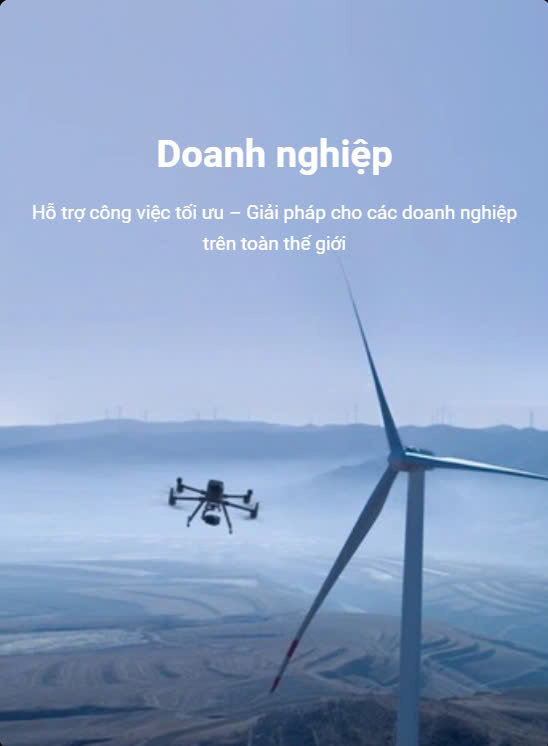 Doanh nghiệp
Hỗ trợ công việc tối ưu – Giải pháp cho các doanh nghiệp
trên toàn thế giới